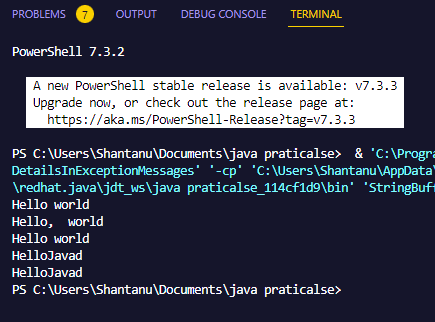 PROBLEMS 7 OUTPUT DEBUG CONSOLE TERMINAL
PowerShell 7.3.2
A new PowerShell stable release is available: v7.3.3
Upgrade now, or check out the release page at:
https://aka.ms/PowerShell-Release?tag=v7.3.3
PS C:\Users\Shantanu\Documents\java praticalse> & 'C:\Progra
DetailsInExceptionMessages' '-cp' 'C:\Users\Shantanu\AppData\
\redhat.java\jdt_ws\java praticalse_114cf1d9\bin' 'StringBuf
Hello world
Hello, world
Hello world
HelloJavad
HelloJavad
PS C:\Users\Shantanu\Documents\java praticalse>